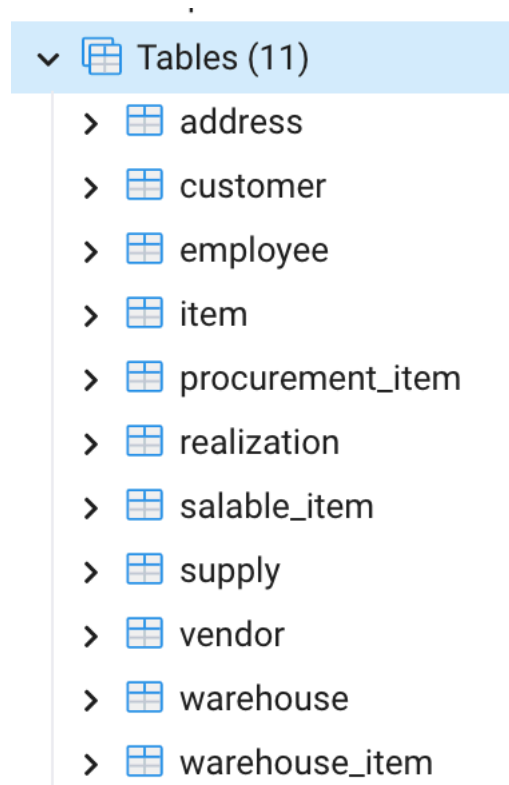 Tables (11)
address
customer
employee
item
procurement_item
realization
salable_item
supply
vendor
warehouse
warehouse_item